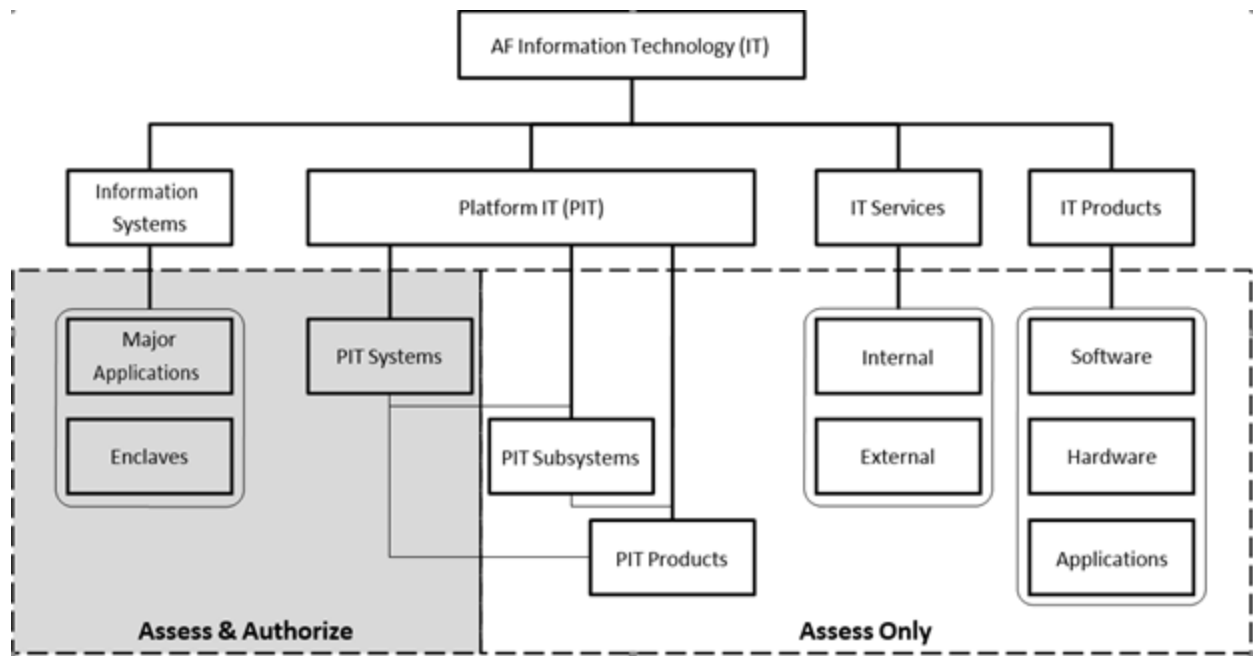 AF Information Technology (IT)
Information
Systems
Platform IT (PIT)
IT Services
IT Products
Major
Applications
PIT Systems
Internal
Software
Enclaves
PIT Subsystems
External
Hardware
PIT Products
Applications
Assess & Authorize
Assess Only